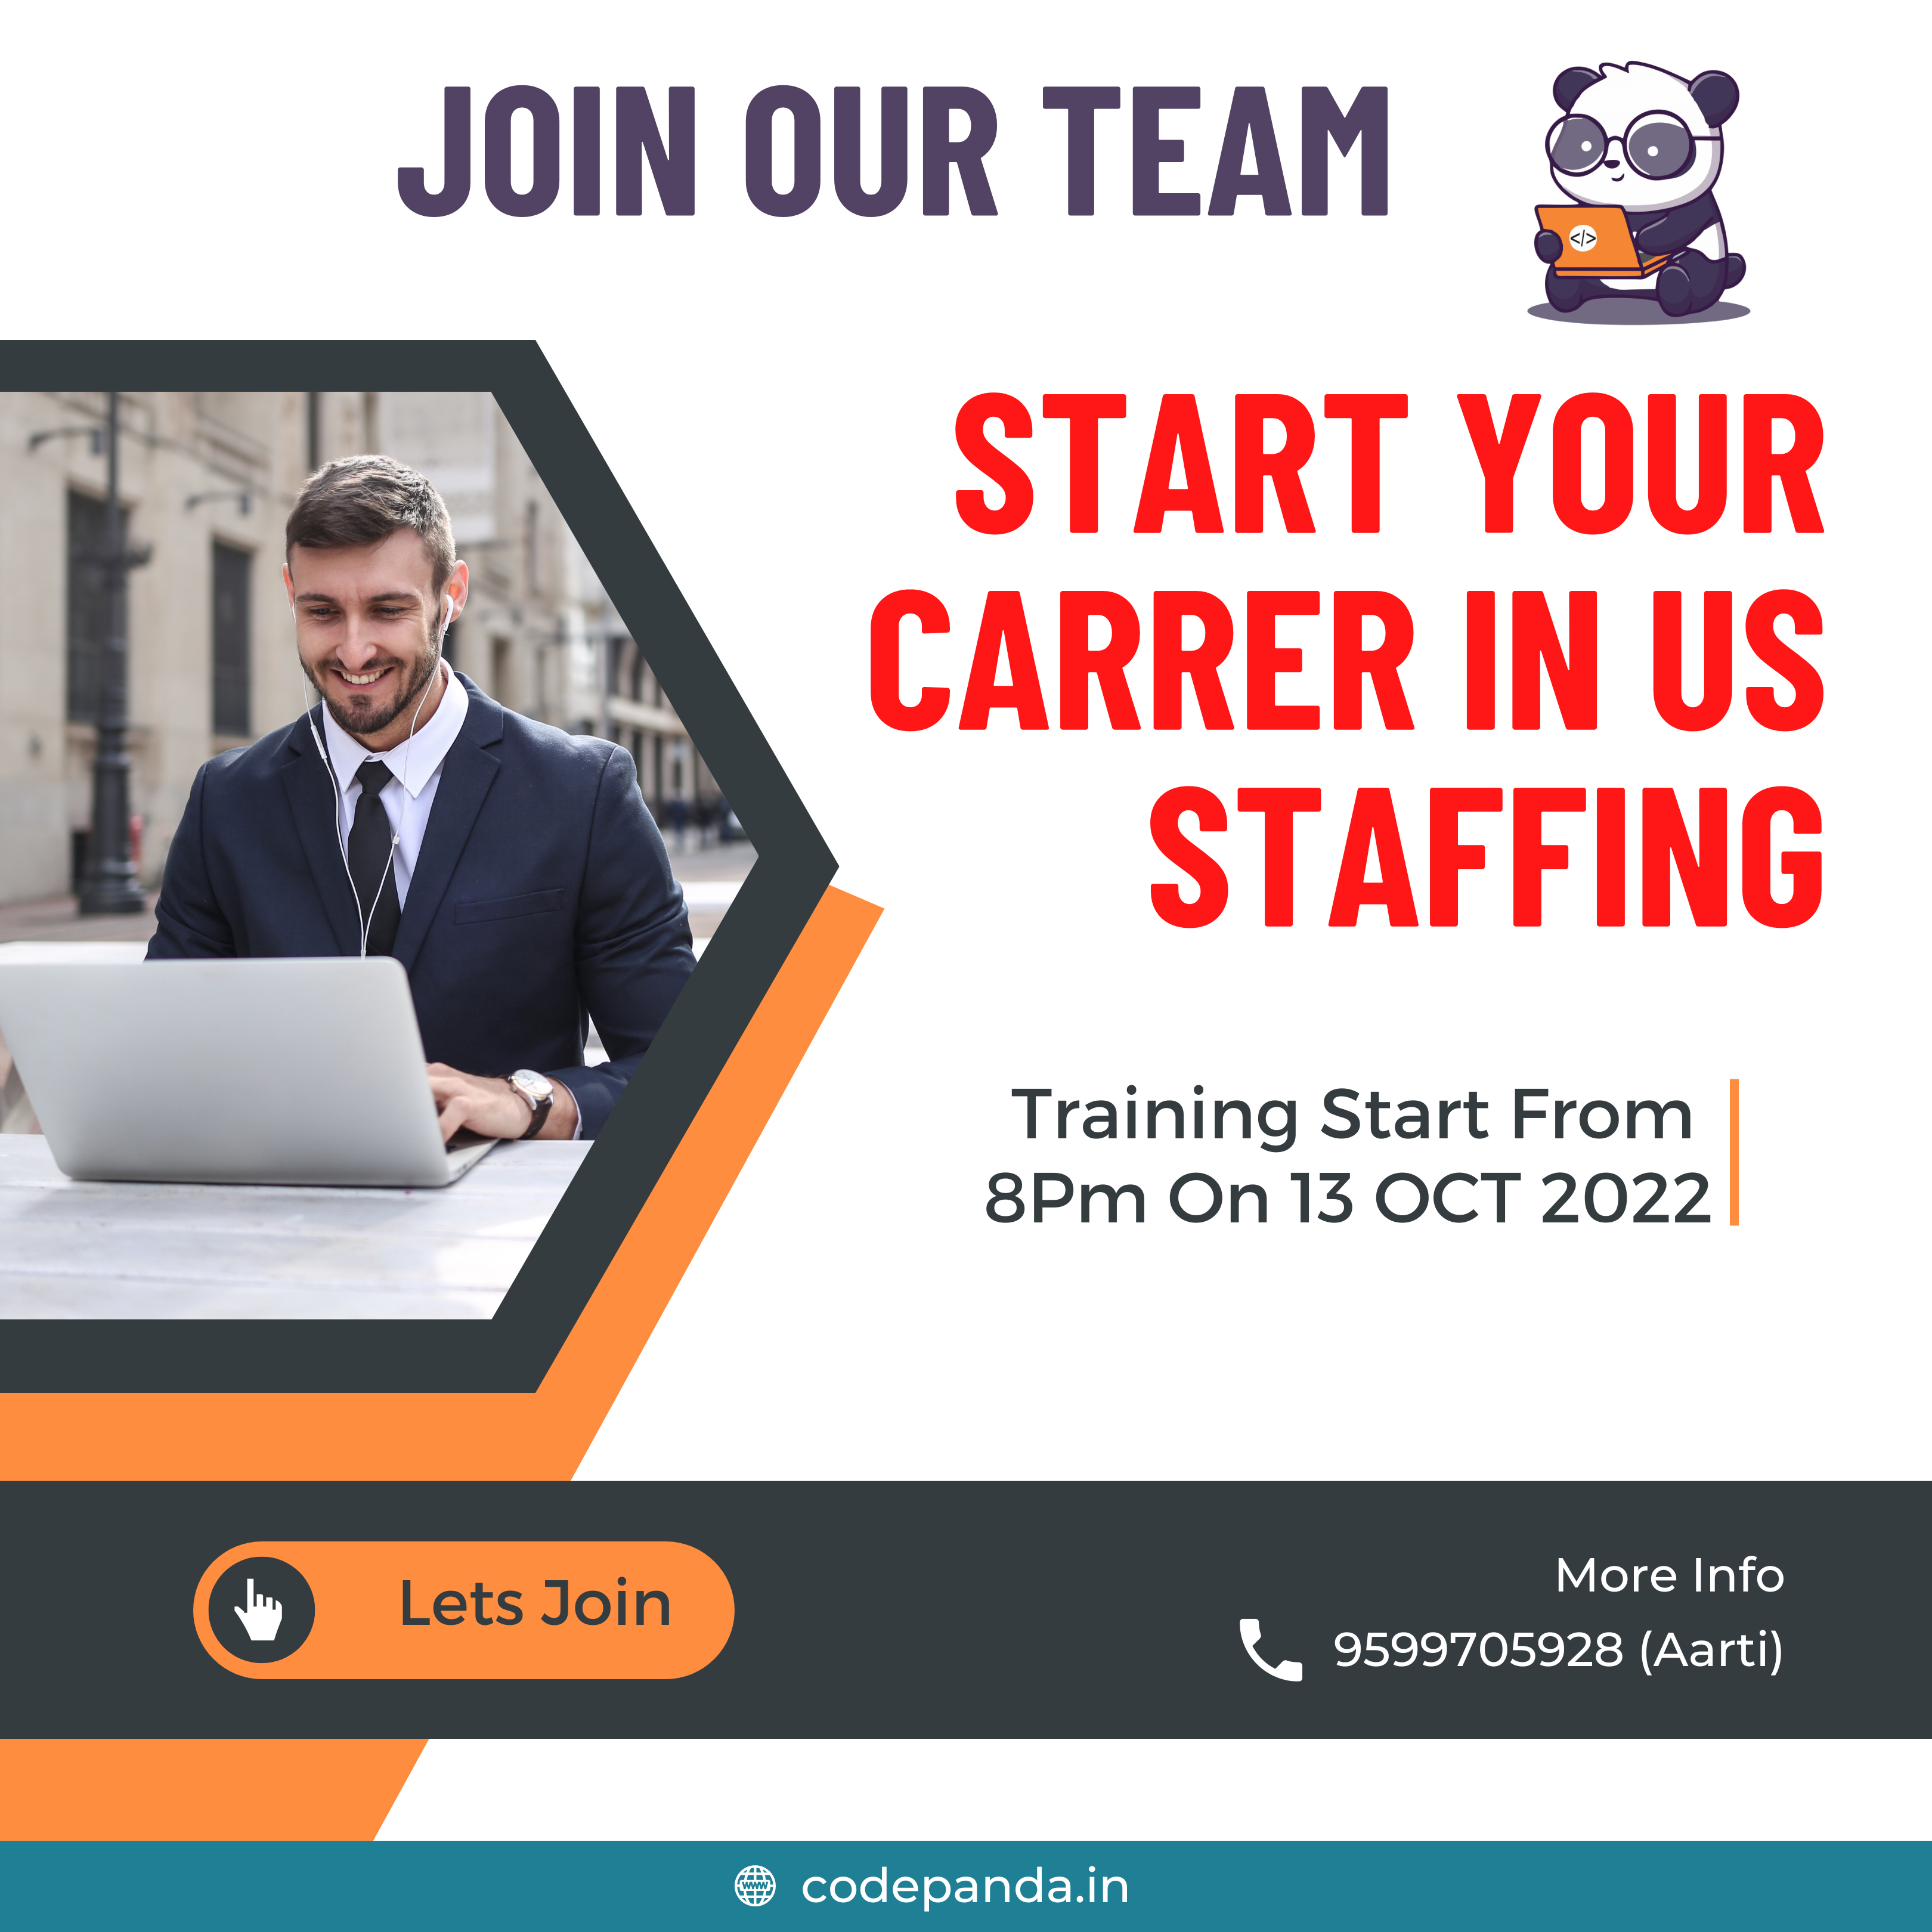 JOIN OUR TEAM
</>
START YOUR
CARRER IN US
STAFFING
Training Start From
8Pm On 13 OCT 2022
Lets Join
More Info
9599705928 (Aarti)
www
codepanda.in